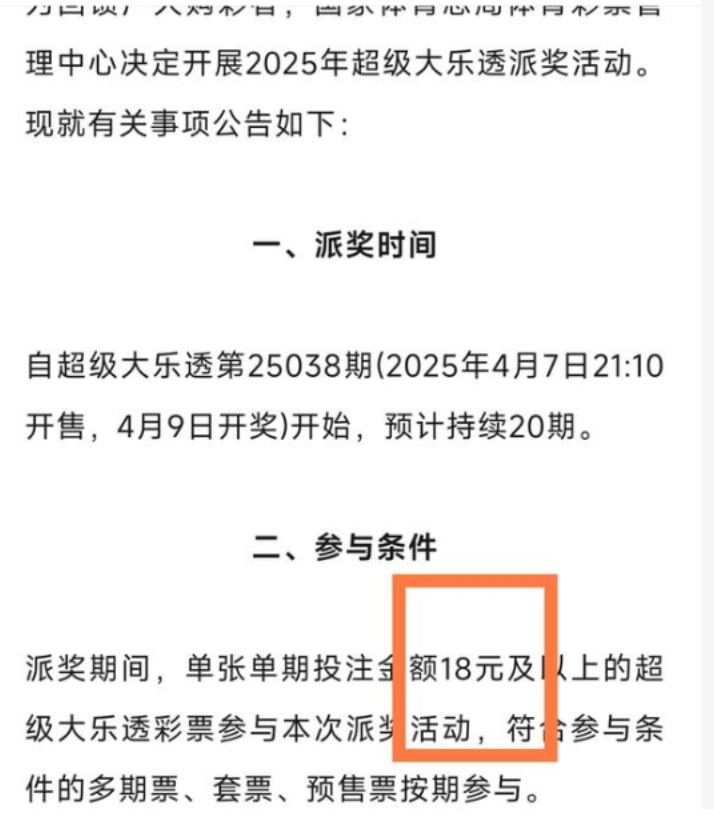 理中心决定开展2025年超级大乐透派奖活动。
现就有关事项公告如下：
一、派奖时间
自超级大乐透第25038期(2025年4月7日21:10
开售，4月9日开奖)开始，预计持续20期。
二、参与条件
派奖期间，单张单期投注金额18元及以上的超
级大乐透彩票参与本次派奖活动，符合参与条
件的多期票、套票、预售票按期参与。